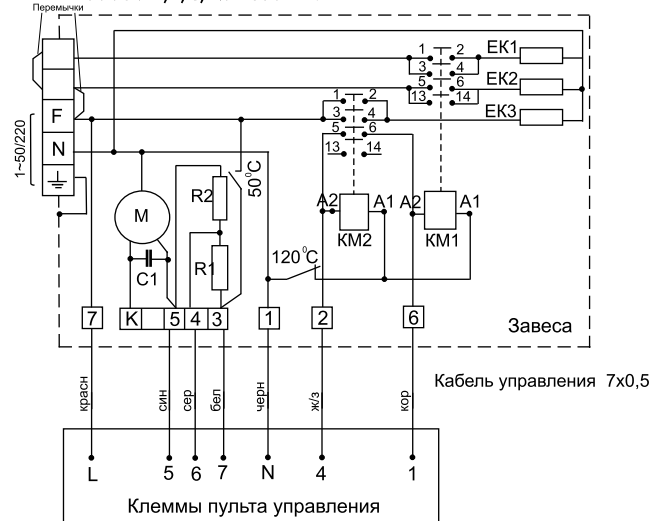 Перемычки
1 2 EK1
3 4
5 6 EK2
13 14
EK3
1 2
3 4
5 6
13 14
F
N
1~50/220
50⁰C
R2
M
A2 A1 A2 A1
KM2 KM1
120⁰C
R1
C1
7 K 5 4 3 1 2 6
Завеса
Кабель управления 7x0,5
красн син сер бел черн ж/з кор
L 5 6 7 N 4 1
Клеммы пульта управления